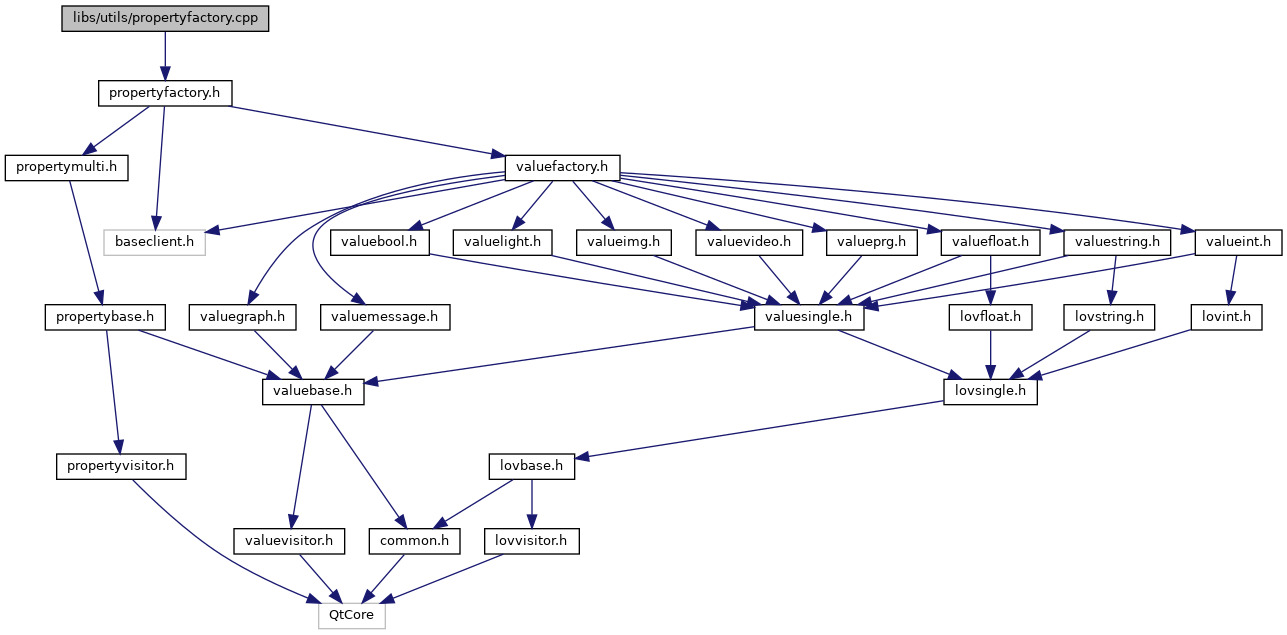 libs/utils/propertyfactory.cpp
propertyfactory.h
propertymulti.h
valuefactory.h
baseclient.h
valuebool.h
valuelight.h
valueimg.h
valuevideo.h
valueprg.h
valuefloat.h
valuestring.h
valueint.h
propertybase.h
valuegraph.h
valuemessage.h
valuesingle.h
lovfloat.h
lovstring.h
lovint.h
valuebase.h
lovsingle.h
propertyvisitor.h
lovbase.h
valuevisitor.h
common.h
lovvisitor.h
QtCore